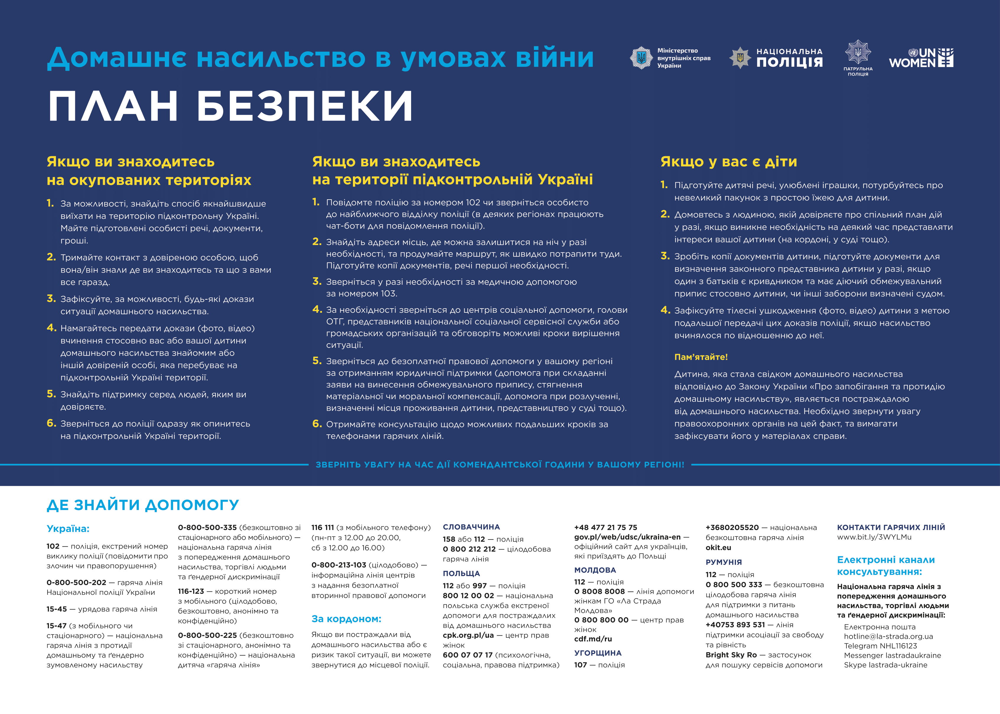 Домашнє насильство в умовах війни
ПЛАН БЕЗПЕКИ
Міністерство
внутрішніх справ
України
НАЦІОНАЛЬНА
ПОЛІЦІЯ
ПАТРУЛЬНА
ПОЛІЦІЯ
UN
WOMEN
Якщо ви знаходитесь
на окупованих територіях
1. За можливості, знайдіть спосіб якнайшвидше
виїхати на територію підконтрольну Україні.
Майте підготовлені особисті речі, документи,
гроші.
2. Тримайте контакт з довіреною особою, щоб
вона/він знали де ви знаходитесь та що з вами
все гаразд.
3. Зафіксуйте, за можливості, будь-які докази
ситуації домашнього насильства.
4. Намагайтесь передати докази (фото, відео)
вчинення стосовно вас або вашої дитини
домашнього насильства знайомим або
іншій довіреній особі, яка перебуває на
підконтрольній Україні території.
5. Знайдіть підтримку серед людей, яким ви
довіряєте.
6. Зверніться до поліції одразу як опинитесь
на підконтрольній Україні території.
Якщо ви знаходитесь
на території підконтрольній Україні
1. Повідомте поліцію за номером 102 чи зверніться особисто
до найближчого відділку поліції (в деяких регіонах працюють
чат-боти для повідомлення поліції).
2. Знайдіть адреси місць, де можна залишитися на ніч у разі
необхідності, та продумайте маршрут, як швидко потрапити туди.
Підготуйте копії документів, речі першої необхідності.
3. Зверніться у разі необхідності за медичною допомогою
за номером 103.
4. За необхідності зверніться до центрів соціальної допомоги, голови
ОТГ, представників національної соціальної сервісної служби або
громадських організацій та обговоріть можливі кроки вирішення
ситуації.
5. Зверніться до безоплатної правової допомоги у вашому регіоні
за отриманням юридичної підтримки (допомога при складанні
заяви на винесення обмежувального припису, стягнення
матеріальної чи моральної компенсації, допомога при розлученні,
визначенні місця проживання дитини, представництво у суді тощо).
6. Отримайте консультацію щодо можливих подальших кроків за
телефонами гарячих ліній.
Якщо у вас є діти
1. Підготуйте дитячі речі, улюблені іграшки, потурбуйтесь про
невеликий пакунок з простою їжею для дитини.
2. Домовтесь з людиною, якій довіряєте про спільний план дій
у разі, якщо виникне необхідність на деякий час представляти
інтереси вашої дитини (на кордоні, у суді тощо).
3. Зробіть копії документів дитини, підготуйте документи для
визначення законного представника дитини у разі, якщо
один з батьків є кривдником та має діючий обмежувальний
припис стосовно дитини, чи інші заборони визначені судом.
4. Зафіксуйте тілесні ушкодження (фото, відео) дитини з метою
подальшої передачі цих доказів поліції, якщо насильство
вчинялося по відношенню до неї.
Пам’ятайте!
Дитина, яка стала свідком домашнього насильства
відповідно до Закону України «Про запобігання та протидію
домашньому насильству», являється постраждалою
від домашнього насильства. Необхідно звернути увагу
правоохоронних органів на цей факт, та вимагати
зафіксувати його у матеріалах справи.
ЗВЕРНІТЬ УВАГУ НА ЧАС ДІЇ КОМЕНДАНТСЬКОЇ ГОДИНИ У ВАШОМУ РЕГІОНІ!
ДЕ ЗНАЙТИ ДОПОМОГУ
Україна:
102 — поліція, екстрений номер
виклику поліції (повідомити про
злочин чи правопорушення)
0-800-500-202 — гаряча лінія
Національної поліції України
15-45 — урядова гаряча лінія
15-47 (з мобільного чи
стаціонарного) — національна
гаряча лінія з протидії
домашньому та ґендерно
зумовленому насильству
0-800-500-335 (безкоштовно зі
стаціонарного або мобільного) —
національна гаряча лінія
з попередження домашнього
насильства, торгівлі людьми
та ґендерної дискримінації
116-123 — короткий номер
з мобільного (цілодобово,
безкоштовно, анонімно та
конфіденційно)
0-800-500-225 (безкоштовно
зі стаціонарного, анонімно та
конфіденційно) — національна
дитяча «гаряча лінія»
116 111 (з мобільного телефону)
(пн-пт з 12.00 до 20.00,
сб з 12.00 до 16.00)
0-800-213-103 (цілодобово) —
інформаційна лінія центрів
з надання безоплатної
вторинної правової допомоги
За кордоном:
Якщо ви постраждали від
домашнього насильства або є
ризик такої ситуації, ви можете
звернутися до місцевої поліції.
СЛОВАЧЧИНА
158 або 112 — поліція
0 800 212 212 — цілодобова
гаряча лінія
ПОЛЬЩА
112 або 997 — поліція
800 12 00 02 — національна
польська служба екстреної
допомоги для постраждалих
від домашнього насильства
cpk.org.pl/ua — центр прав
жінок
600 07 07 17 (психологічна,
соціальна, правова підтримка)
+48 477 21 75 75
gov.pl/web/udsc/ukraina-en —
офіційний сайт для українців,
які приїздять до Польщі
МОЛДОВА
112 — поліція
0 8008 8008 — лінія допомоги
жінкам ГО «Ла Страда
Молдова»
0 800 800 00 — центр прав
жінок
cdf.md/ru
УГОРЩИНА
107 — поліція
+3680205520 — національна
безкоштовна гаряча лінія
okit.eu
РУМУНІЯ
112 — поліція
0 800 500 333 — безкоштовна
цілодобова гаряча лінія
для підтримки з питань
домашнього насильства
+40753 893 531 — лінія
підтримки асоціації за свободу
та рівність
Bright Sky Ro — застосунок
для пошуку сервісів допомоги
КОНТАКТИ ГАРЯЧИХ ЛІНІЙ
www.bit.ly/3WYLMu
Електронні канали
консультування:
Національна гаряча лінія з
попередження домашнього
насильства, торгівлі людьми
та ґендерної дискримінації:
Електронна пошта
hotline@la-strada.org.ua
Telegram NHL116123
Messenger lastradaukraine
Skype lastrada-ukraine